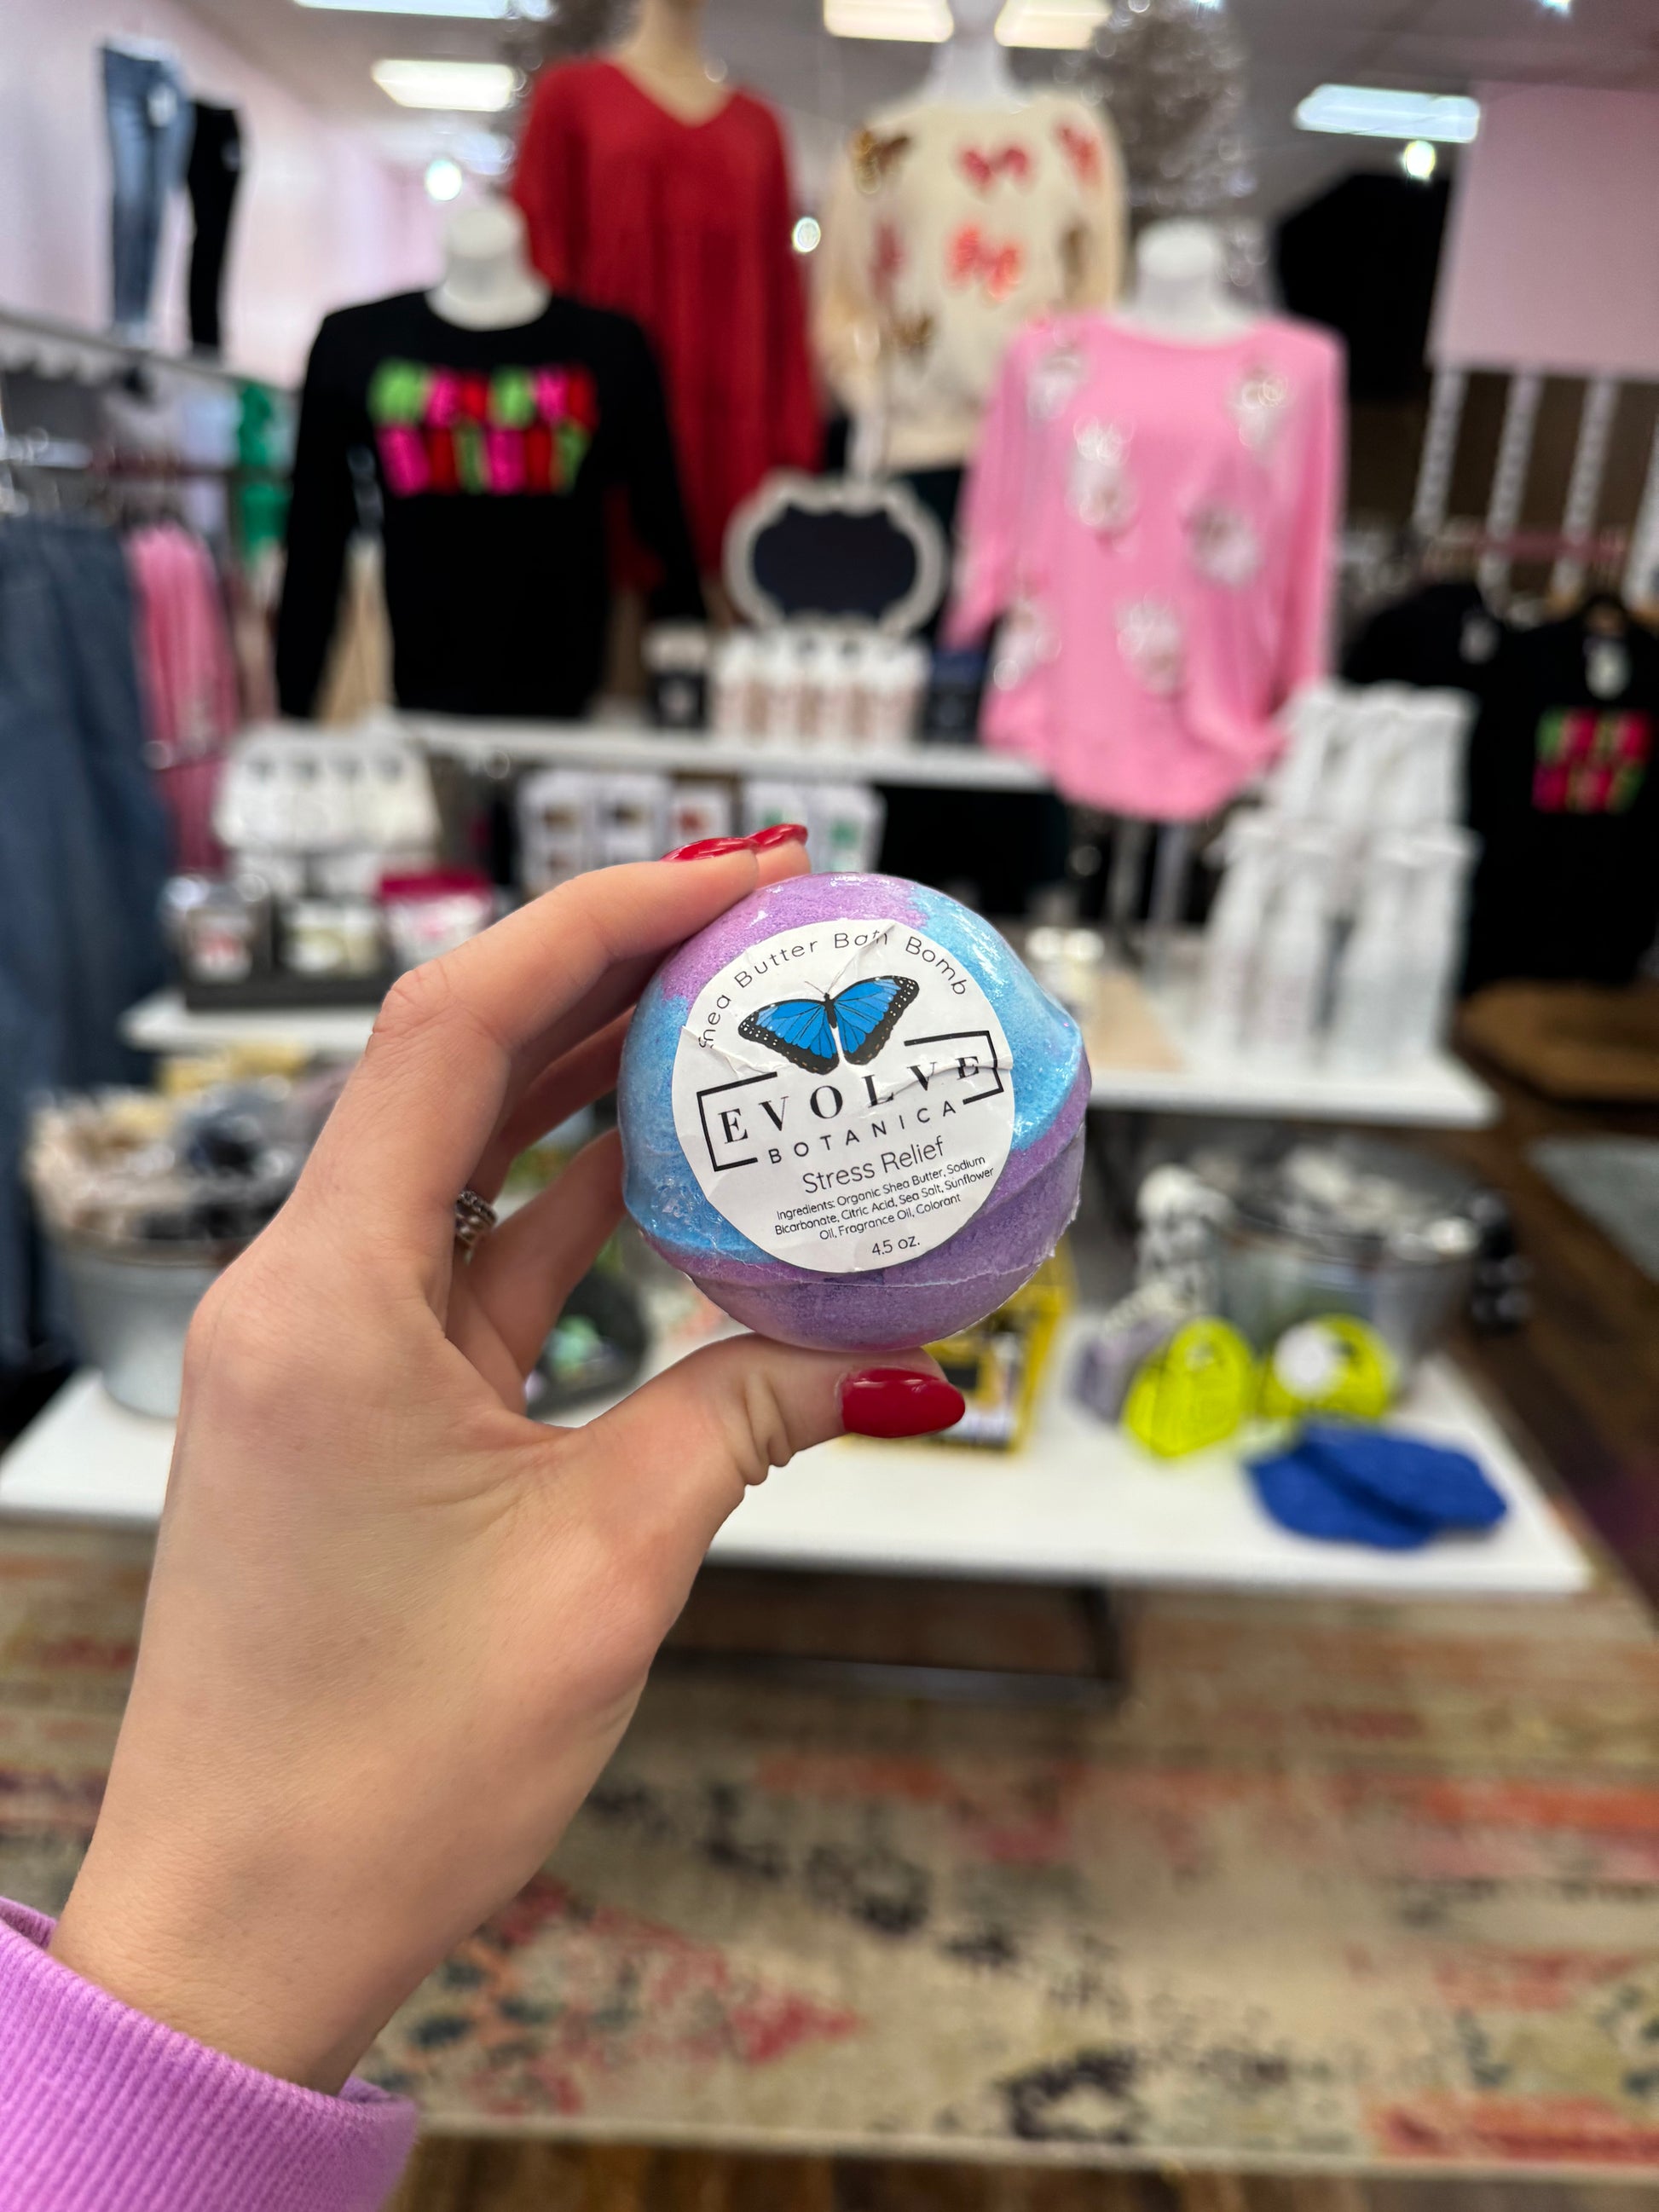 Shea Butter Bath Bomb
EVOLVE
BOTANICA
Stress Relief
Ingredients: Organic Shea Butter, Sodium
Bicarbonate, Citric Acid, Sea Salt, Sunflower
Oil, Fragrance Oil, Colorant
4.5 oz.